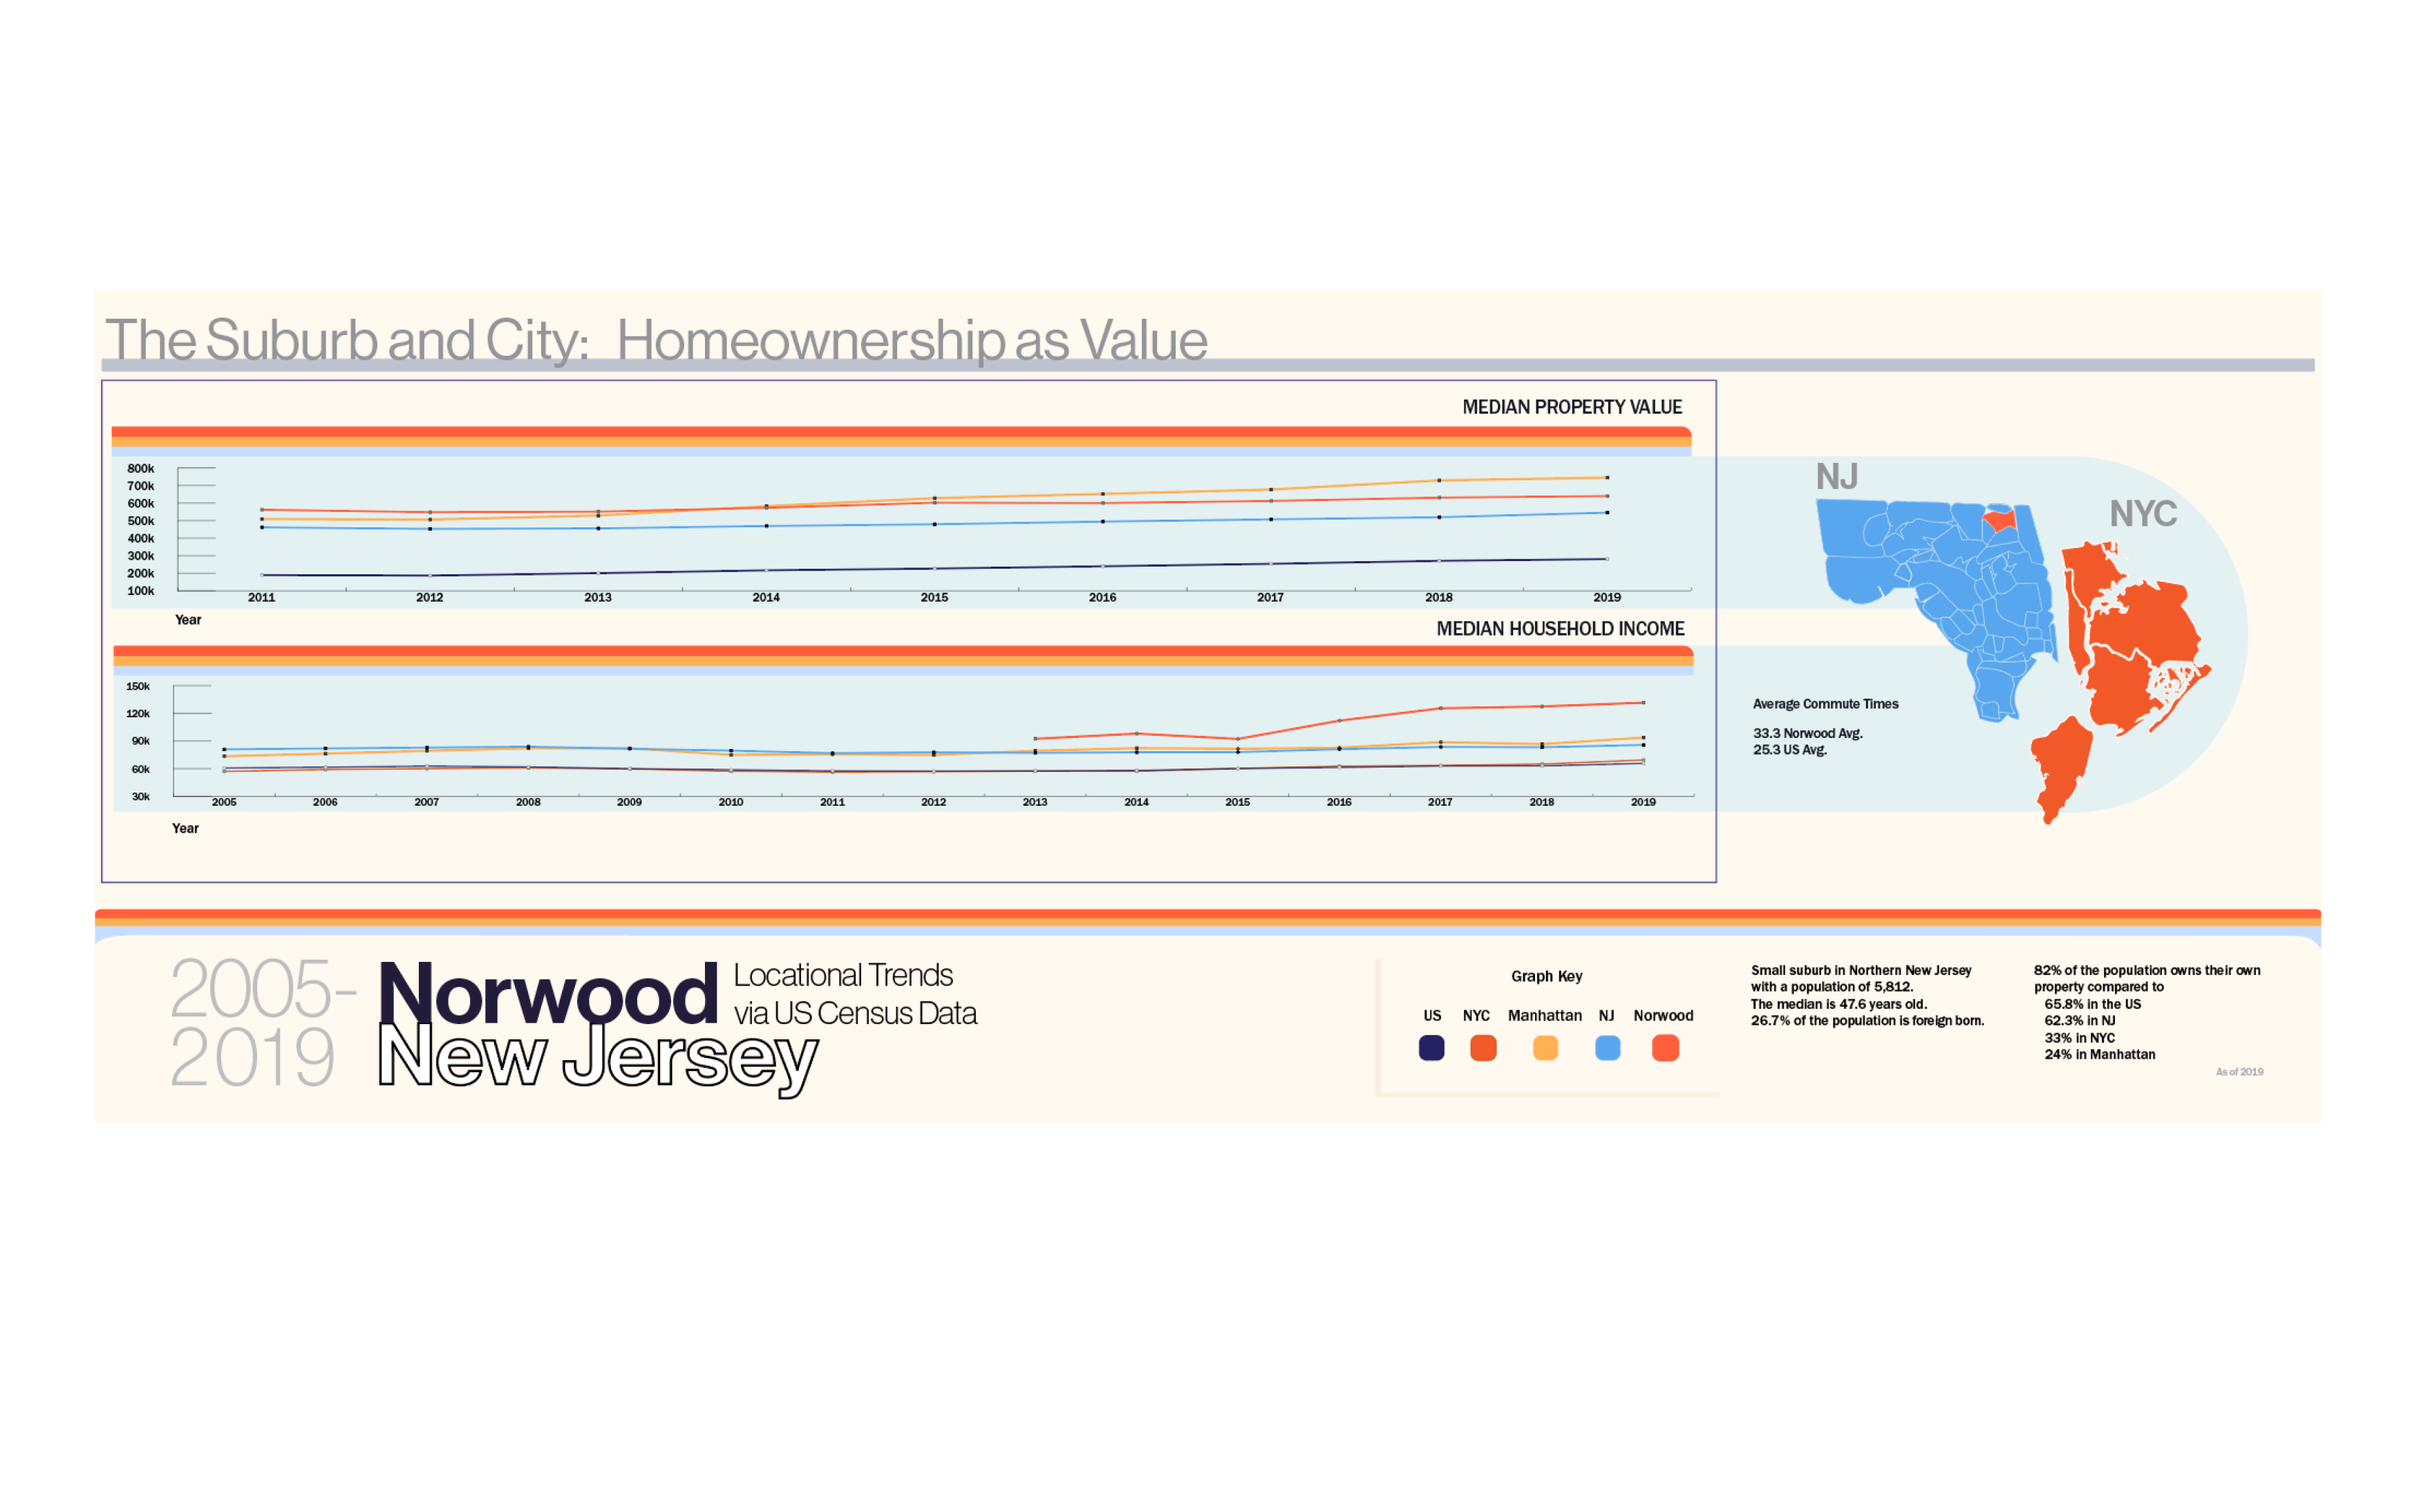 The Suburb and City: Homeownership as Value
MEDIAN PROPERTY VALUE
800k
700k
600k
500k
400k
300k
200k
100k
2011 2012 2013 2014 2015 2016 2017 2018 2019
Year
MEDIAN HOUSEHOLD INCOME
150k
120k
90k
60k
30k
2005 2006 2007 2008 2009 2010 2011 2012 2013 2014 2015 2016 2017 2018 2019
Year
NJ
NYC
Average Commute Times
33.3 Norwood Avg.
25.3 US Avg.
2005-
2019
Norwood
New Jersey
Locational Trends
via US Census Data
Graph Key
US NYC Manhattan NJ Norwood
Small suburb in Northern New Jersey
with a population of 5,812.
The median is 47.6 years old.
26.7% of the population is foreign born.
82% of the population owns their own
property compared to
65.8% in the US
62.3% in NJ
33% in NYC
24% in Manhattan
As of 2019